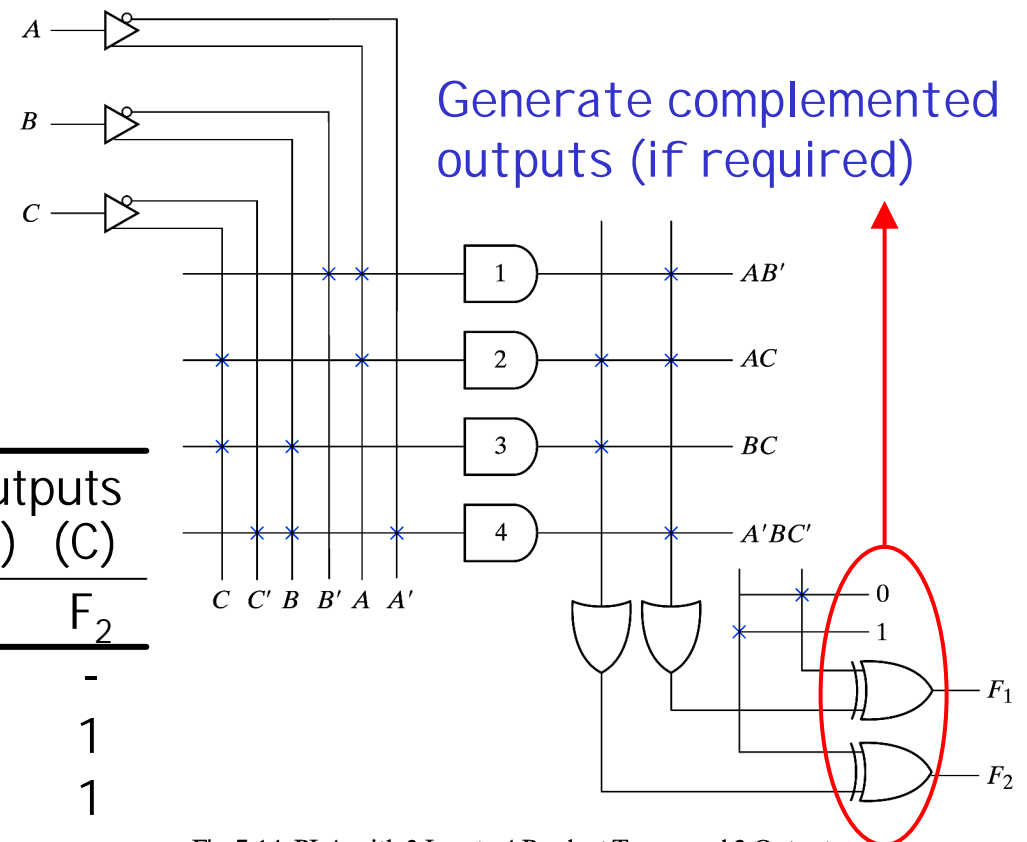 A
B
C
Generate complemented
outputs (if required)
1 AB′
2 AC
3 BC
4 A′BC′
C C′ B B′ A A′
0
1
F₁
F₂
(C)
F₂
-
1
1